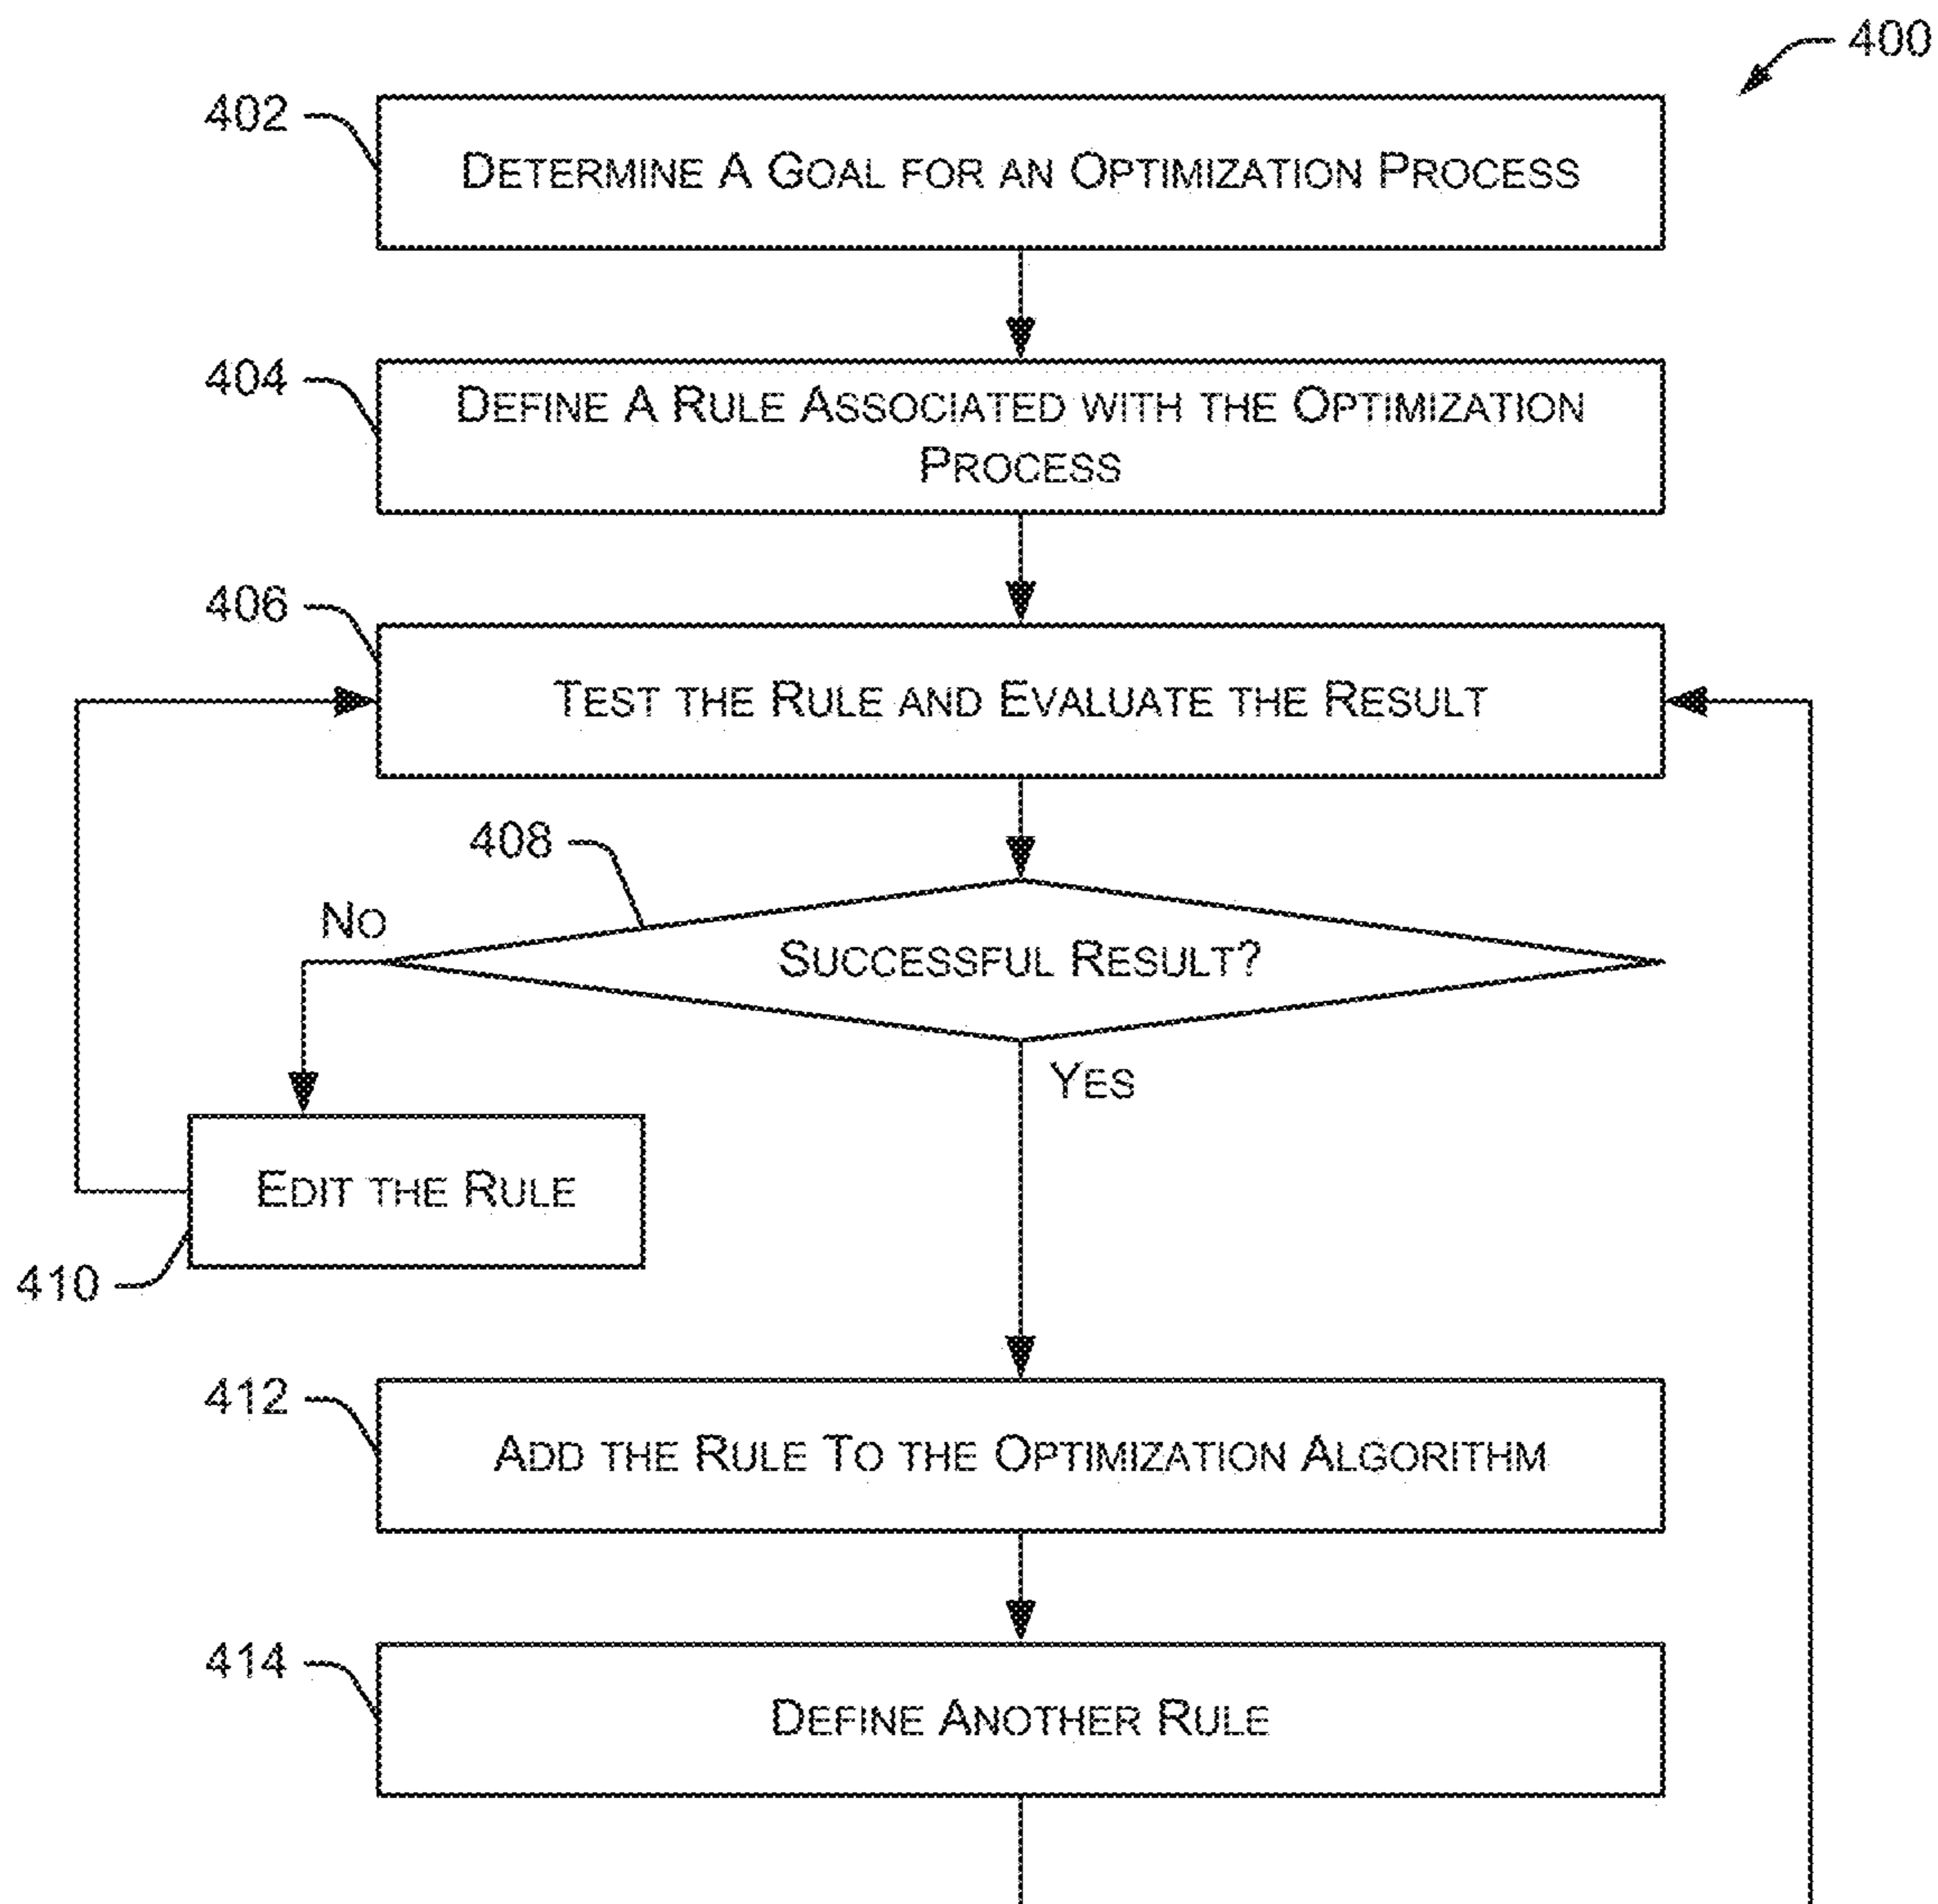 400
402
DETERMINE A GOAL FOR AN OPTIMIZATION PROCESS
404
DEFINE A RULE ASSOCIATED WITH THE OPTIMIZATION
PROCESS
406
TEST THE RULE AND EVALUATE THE RESULT
408
NO
SUCCESSFUL RESULT?
YES
EDIT THE RULE
410
412
ADD THE RULE TO THE OPTIMIZATION ALGORITHM
414
DEFINE ANOTHER RULE